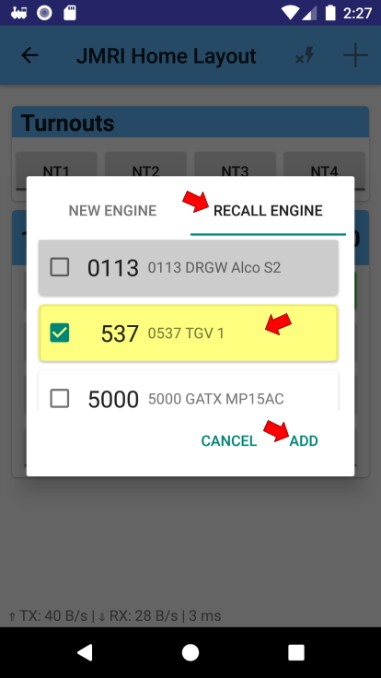 2:27
JMRI Home Layout
Turnouts
NT1 NT2 NT3 NT4
NEW ENGINE RECALL ENGINE
0113 0113 DRGW Alco S2
537 0537 TGV 1
5000 5000 GATX MP15AC
CANCEL ADD
↑ TX: 40 B/s | ↓ RX: 28 B/s | 3 ms